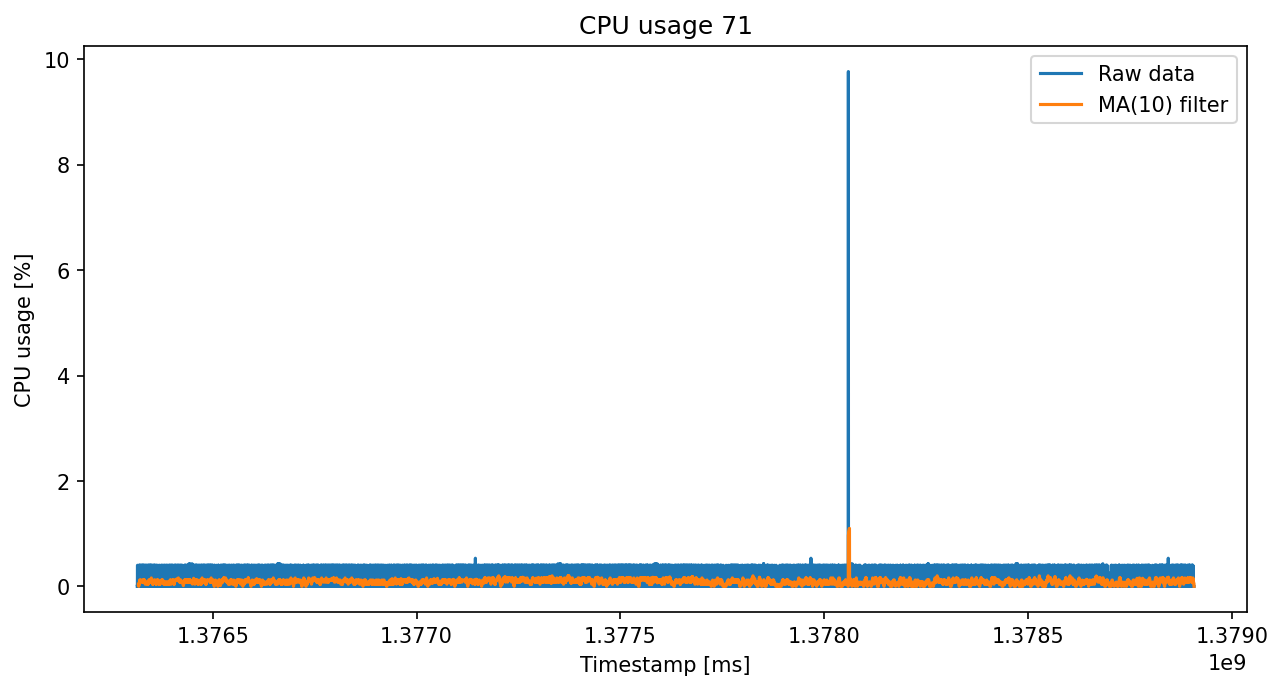 CPU usage 71
10
8
6
4
2
0
CPU usage [%]
Raw data
MA(10) filter
1.3765 1.3770 1.3775 1.3780 1.3785 1.3790
1e9
Timestamp [ms]